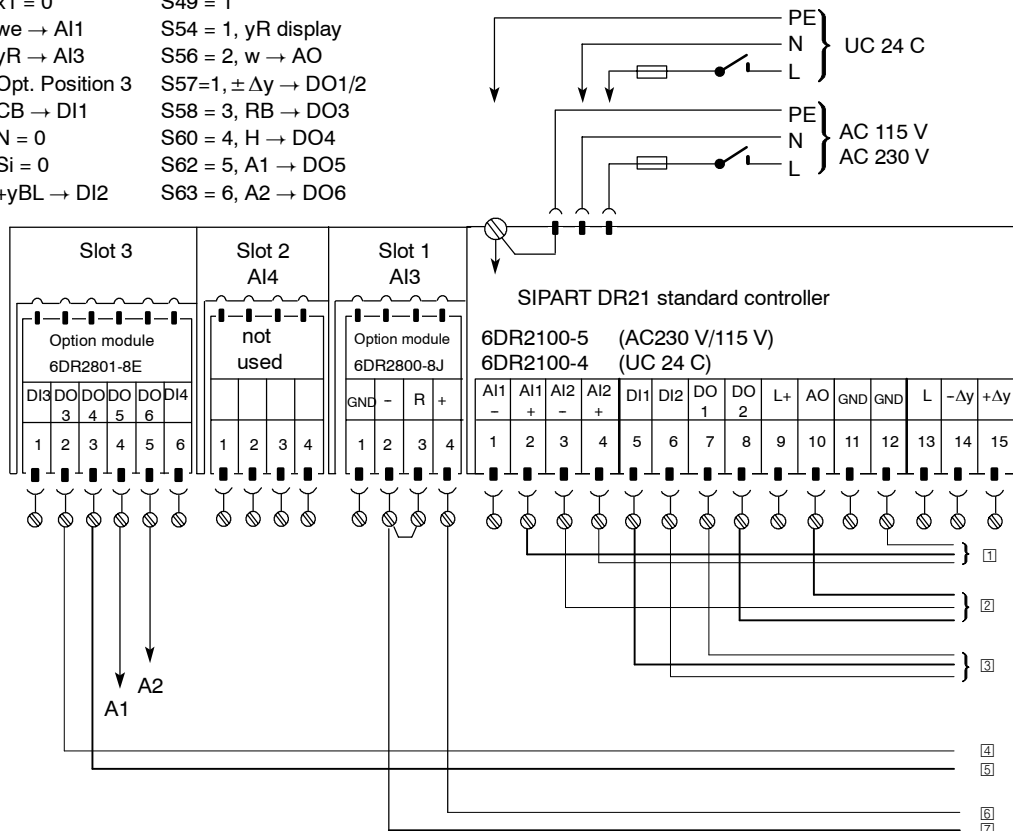 x1 = 0 S49 = 1
we → AI1 S54 = 1, yR display
yR → AI3 S56 = 2, w → AO
Opt. Position 3 S57=1, ± Δy → DO1/2
CB → DI1 S58 = 3, RB → DO3
N = 0 S60 = 4, H → DO4
Si = 0 S62 = 5, A1 → DO5
+yBL → DI2 S63 = 6, A2 → DO6
PE
N
L
UC 24 C
PE
N
L
AC 115 V
AC 230 V
Slot 3
Slot 2
AI4
Slot 1
AI3
SIPART DR21 standard controller
6DR2100-5 (AC230 V/115 V)
6DR2100-4 (UC 24 C)
Option module
6DR2801-8E
not
used
Option module
6DR2800-8J
DI3 DO 3 DO 4 DO 5 DO 6 DI4
1 2 3 4 5 6
1 2 3 4
GND − R +
1 2 3 4
AI1 − AI1 + AI2 − AI2 + DI1 DI2 DO 1 DO 2 L+ AO GND GND L −Δy +Δy
1 2 3 4 5 6 7 8 9 10 11 12 13 14 15
1
2
3
A1
A2
4
5
6
7